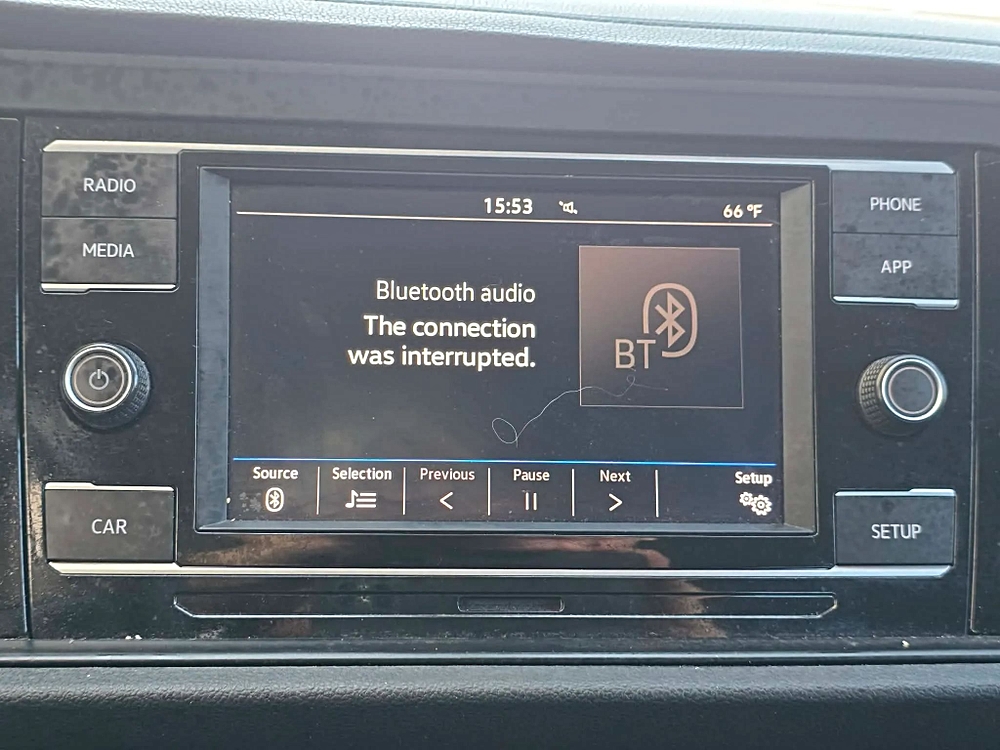 RADIO
MEDIA
CAR
15:53
66 °F
Bluetooth audio
The connection
was interrupted.
BT
Source
Selection
Previous
Pause
Next
Setup
PHONE
APP
SETUP